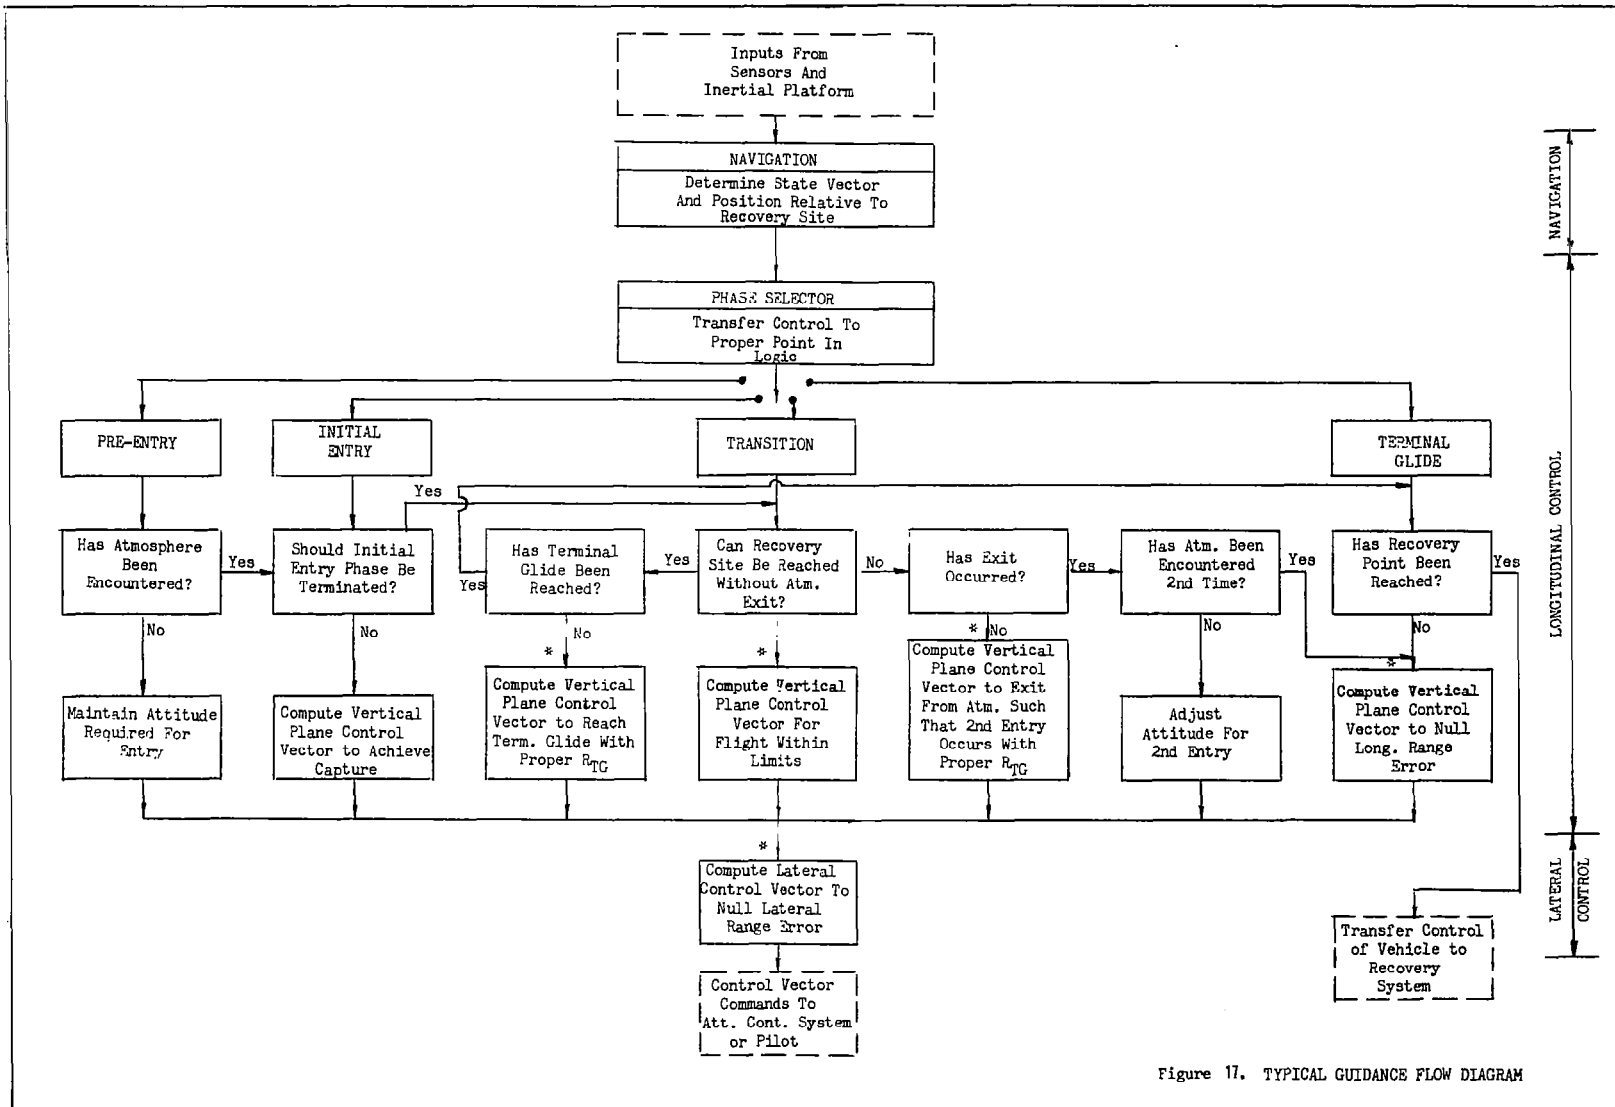 Inputs From
Sensors And
Inertial Platform
NAVIGATION
Determine State Vector
And Position Relative To
Recovery Site
PHASE SELECTOR
Transfer Control To
Proper Point In
Logic
PRE-ENTRY
INITIAL
ENTRY
TRANSITION
TERMINAL
GLIDE
Yes
Has Atmosphere
Been
Encountered?
Yes
Should Initial
Entry Phase Be
Terminated?
Yes
Has Terminal
Glide Been
Reached?
Yes
Can Recovery
Site Be Reached
Without Atm.
Exit?
No
Has Exit
Occurred?
Yes
Has Atm. Been
Encountered
2nd Time?
Yes
Has Recovery
Point Been
Reached?
Yes
No
No
No
*
*
* No
No
No
*
Maintain Attitude
Required For
Entry
Compute Vertical
Plane Control
Vector to Achieve
Capture
Compute Vertical
Plane Control
Vector to Reach
Term. Glide With
Proper RTG
Compute Vertical
Plane Control
Vector For
Flight Within
Limits
Compute Vertical
Plane Control
Vector to Exit
From Atm. Such
That 2nd Entry
Occurs With
Proper RTG
Adjust
Attitude For
2nd Entry
Compute Vertical
Plane Control
Vector to Null
Long. Range
Error
*
Compute Lateral
Control Vector To
Null Lateral
Range Error
Control Vector
Commands To
Att. Cont. System
or Pilot
Transfer Control
of Vehicle to
Recovery
System
NAVIGATION
LONGITUDINAL CONTROL
LATERAL
CONTROL
Figure 17. TYPICAL GUIDANCE FLOW DIAGRAM